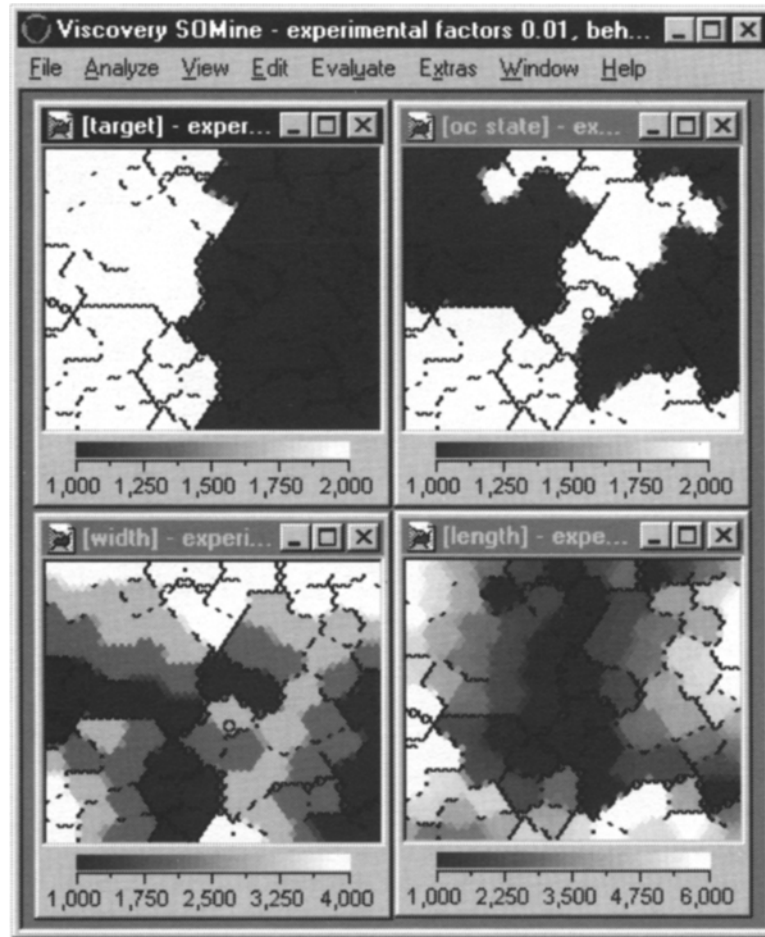 Viscovery SOMine - experimental factors 0.01, beh...
File Analyze View Edit Evaluate Extras Window Help
[target] - exper...
[oc state] - ex...
1,000 1,250 1,500 1,750 2,000
1,000 1,250 1,500 1,750 2,000
[width] - experi...
[length] - expe...
1,000 1,750 2,500 3,250 4,000
1,000 2,250 3,500 4,750 6,000